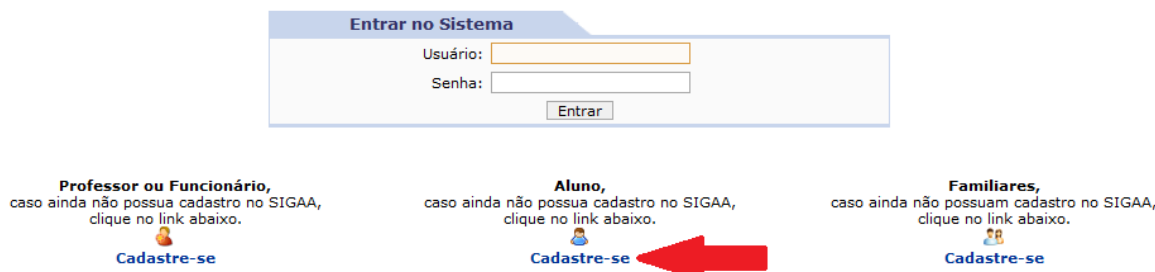 Entrar no Sistema
Usuário:
Senha:
Entrar
Professor ou Funcionário,
caso ainda não possua cadastro no SIGAA,
clique no link abaixo.
Cadastre-se
Aluno,
caso ainda não possua cadastro no SIGAA,
clique no link abaixo.
Cadastre-se
Familiares,
caso ainda não possuam cadastro no SIGAA,
clique no link abaixo.
Cadastre-se